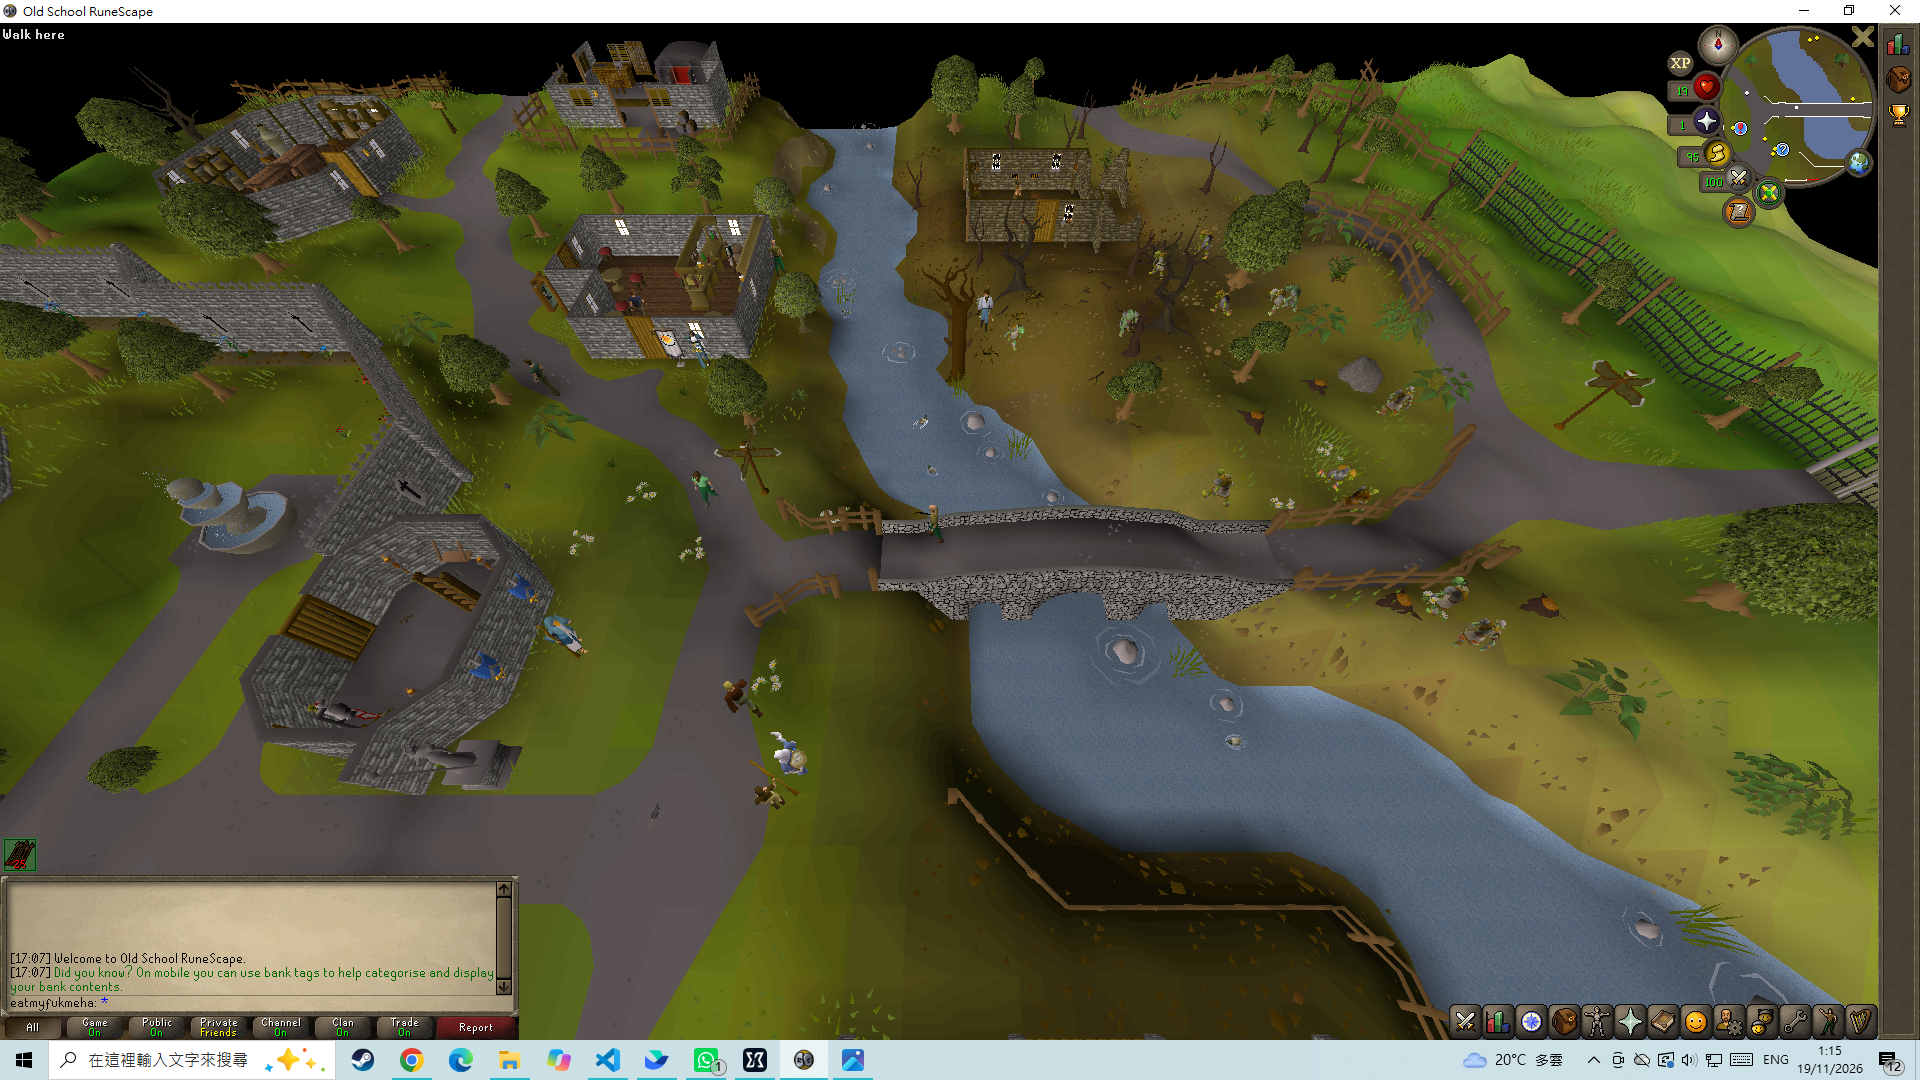 Old School RuneScape
Walk here
N
XP
19
1
95
100
25
[17:07] Welcome to Old School RuneScape.
[17:07] Did you know? On mobile you can use bank tags to help categorise and display
your bank contents.
eatmyfukmeha: *
All
Game
On
Public
On
Private
Friends
Channel
On
Clan
On
Trade
On
Report
在這裡輸入文字來搜尋
1
20°C 多雲
ENG
1:15
19/11/2026
12